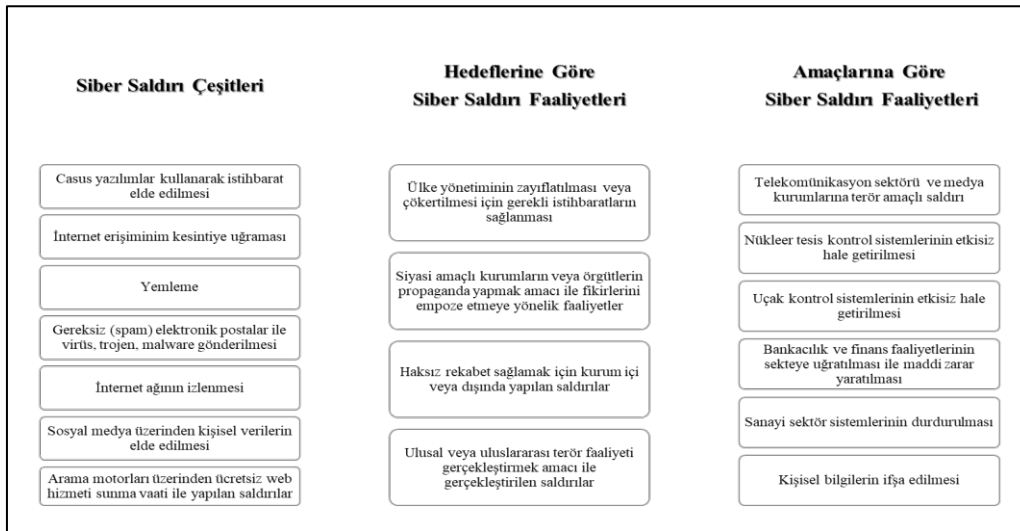 Siber Saldırı Çeşitleri
Casus yazılımlar kullanarak istihbarat
elde edilmesi
İnternet erişiminim kesintiye uğraması
Yemleme
Gereksiz (spam) elektronik postalar ile
virüs, trojen, malware gönderilmesi
İnternet ağının izlenmesi
Sosyal medya üzerinden kişisel verilerin
elde edilmesi
Arama motorları üzerinden ücretsiz web
hizmeti sunma vaati ile yapılan saldırılar
Hedeflerine Göre
Siber Saldırı Faaliyetleri
Ülke yönetiminin zayıflatılması veya
çökertilmesi için gerekli istihbaratların
sağlanması
Siyasi amaçlı kurumların veya örgütlerin
propaganda yapmak amacı ile fikirlerini
empoze etmeye yönelik faaliyetler
Haksız rekabet sağlamak için kurum içi
veya dışında yapılan saldırılar
Ulusal veya uluslararası terör faaliyeti
gerçekleştirmek amacı ile
gerçekleştirilen saldırılar
Amaçlarına Göre
Siber Saldırı Faaliyetleri
Telekomünikasyon sektörü ve medya
kurumlarına terör amaçlı saldırı
Nükleer tesis kontrol sistemlerinin etkisiz
hale getirilmesi
Uçak kontrol sistemlerinin etkisiz hale
getirilmesi
Bankacılık ve finans faaliyetlerinin
sekteye uğratılması ile maddi zarar
yaratılması
Sanayi sektör sistemlerinin durdurulması
Kişisel bilgilerin ifşa edilmesi